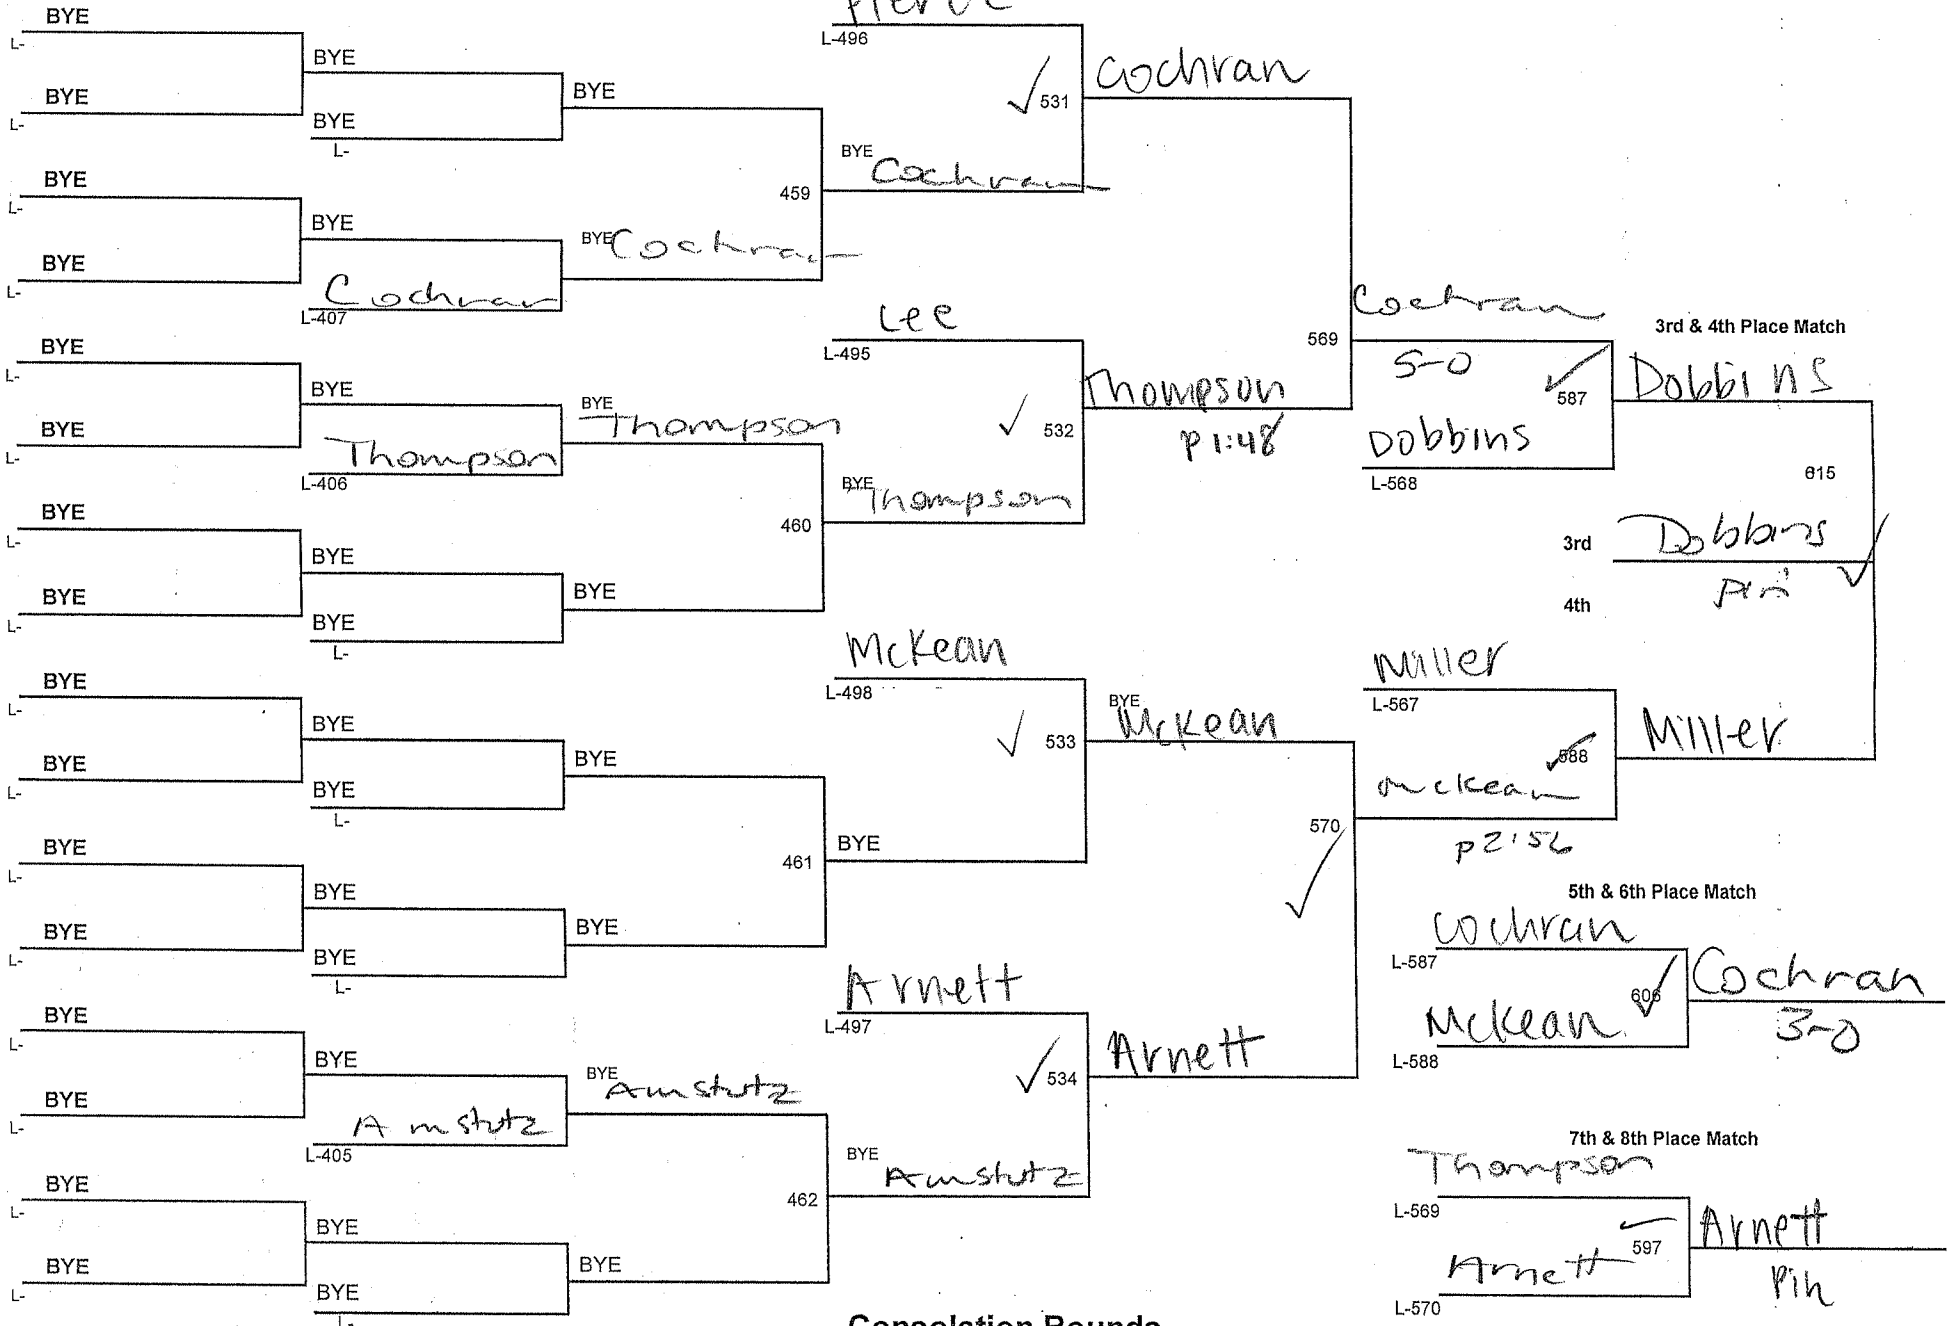 BYE
L-
BYE
L-
BYE
BYE
L-
BYE
BYE
L-
BYE
L-
BYE
Cochran
L-407
BYE
Cochran
459
L-496
531
BYE
Cochran
Cochran
BYE
L-
BYE
L-
BYE
Thompson
L-406
BYE
Thompson
BYE
L-
BYE
L-
BYE
BYE
L-
BYE
460
Lee
L-495
532
BYE
Thompson
Thompson
P 1:48
569
Cochran
5-0
587
Dobbins
L-568
3rd & 4th Place Match
Dobbins
615
3rd
Dobbins
Pin
4th
BYE
L-
BYE
L-
BYE
BYE
L-
BYE
BYE
L-
BYE
L-
BYE
BYE
L-
BYE
461
McKean
L-498
533
BYE
BYE
McKean
570
Miller
L-567
588
McKean
P 2:56
Miller
BYE
L-
BYE
L-
BYE
Amstutz
L-405
BYE
Amstutz
BYE
L-
BYE
L-
BYE
BYE
L-
BYE
462
Arnett
L-497
534
BYE
Amstutz
Arnett
5th & 6th Place Match
Cochran
L-587
606
McKean
L-588
Cochran
3-0
7th & 8th Place Match
Thompson
L-569
597
Arnett
L-570
Arnett
Pin
Consolation Rounds